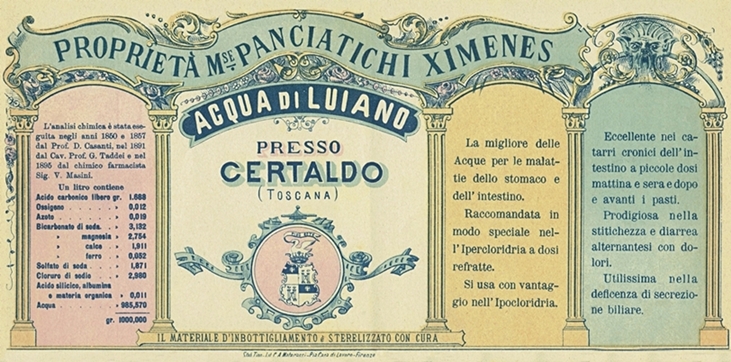 PROPRIETÀ MSE. PANCIATICHI XIMENES
ACQUA DI LUIANO
PRESSO
CERTALDO
(TOSCANA)
L'analisi chimica è stata ese-
guita negli anni 1850 e 1857
dal Prof. D. Casanti, nel 1891
dal Cav. Prof. G. Taddei e nel
1895 dal chimico farmacista
Sig. V. Masini.
Un litro contiene
Acido carbonico libero gr. 1.688
Ossigeno . . . . » 0,012
Azoto . . . . . » 0,019
Bicarbonato di soda. . » 3,132
» magnesia » 2,754
» calce » 1,911
» ferro . » 0,052
Solfato di soda . . . » 1,871
Cloruro di sodio . . » 2,980
Acido silicico, albumina
e materia organica . » 0,011
Acqua . . . . . » 985,570
gr. 1000,000
La migliore delle
Acque per le malat-
tie dello stomaco e
dell' intestino.
Raccomandata in
modo speciale nel-
l' Ipercloridria a dosi
refratte.
Si usa con vantag-
gio nell' Ipocloridria.
Eccellente nei ca-
tarri cronici dell' in-
testino a piccole dosi
mattina e sera e dopo
e avanti i pasti.
Prodigiosa nella
stitichezza e diarrea
alternantesi con do-
lori.
Utilissima nella
deficenza di secrezio-
ne biliare.
IL MATERIALE D'INBOTTIGLIAMENTO È STERELIZZATO CON CURA